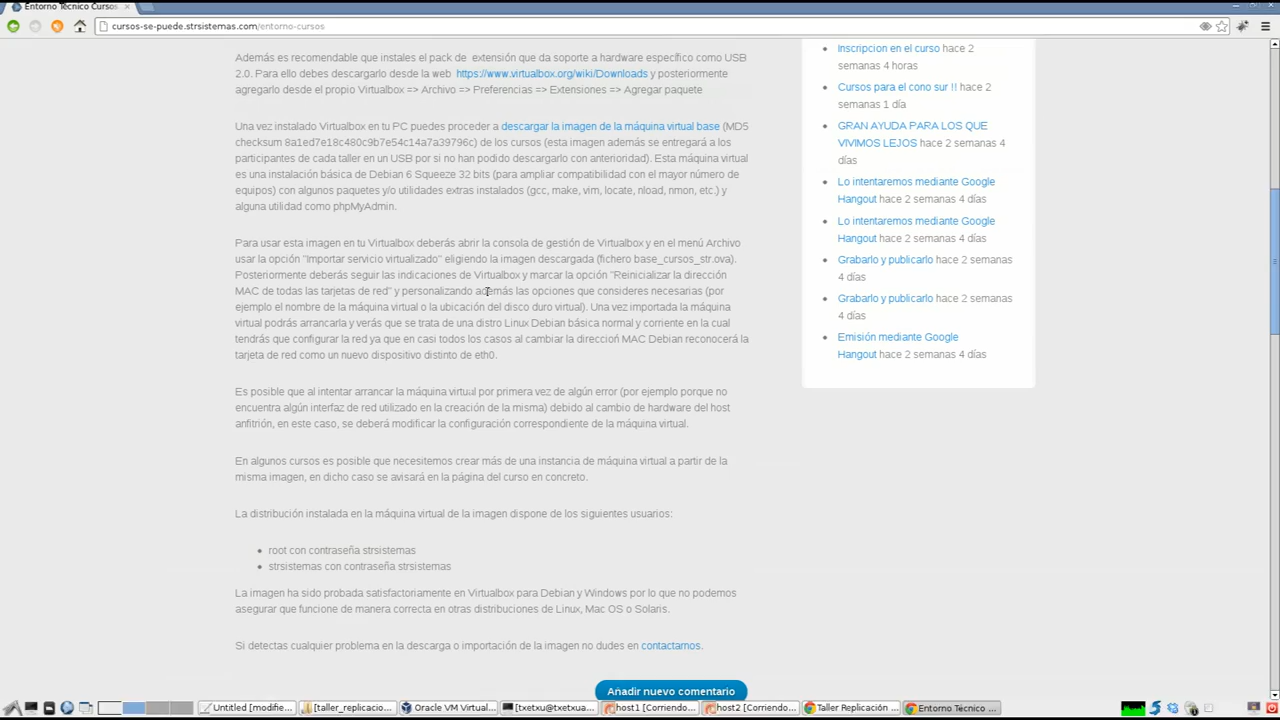 Entorno Técnico Cursos
cursos-se-puede.strsistemas.com/entorno-cursos
Además es recomendable que instales el pack de extensión que da soporte a hardware específico como USB
2.0. Para ello debes descargarlo desde la web https://www.virtualbox.org/wiki/Downloads y posteriormente
agregarlo desde el propio Virtualbox => Archivo => Preferencias => Extensiones => Agregar paquete
Una vez instalado Virtualbox en tu PC puedes proceder a descargar la imagen de la máquina virtual base (MD5
checksum 8a1ed7e18c480c9b7e54c14a7a39796c) de los cursos (esta imagen además se entregará a los
participantes de cada taller en un USB por si no han podido descargarlo con anterioridad). Esta máquina virtual
es una instalación básica de Debian 6 Squeeze 32 bits (para ampliar compatibilidad con el mayor número de
equipos)con algunos paquetes y/o utilidades extras instalados (gcc, make, vim, locate, nload, nmon, etc.) y
alguna utilidad como phpMyAdmin.
Para usar esta imagen en tu Virtualbox deberás abrir la consola de gestión de Virtualbox y en el menú Archivo
usar la opción "Importar servicio virtualizado" eligiendo la imagen descargada (fichero base_cursos_str.ova).
Posteriormente deberás seguir las indicaciones de Virtualbox y marcar la opción "Reinicializar la dirección
MAC de todas las tarjetas de red" y personalizando además las opciones que consideres necesarias (por
ejemplo el nombre de la máquina virtual o la ubicación del disco duro virtual). Una vez importada la máquina
virtual podrás arrancarla y verás que se trata de una distro Linux Debian básica normal y corriente en la cual
tendrás que configurar la red ya que en casi todos los casos al cambiar la dirección MAC Debian reconocerá la
tarjeta de red como un nuevo dispositivo distinto de eth0.
Es posible que al intentar arrancar la máquina virtual por primera vez de algún error (por ejemplo porque no
encuentra algún interfaz de red utilizado en la creación de la misma) debido al cambio de hardware del host
anfitrión, en este caso, se deberá modificar la configuración correspondiente de la máquina virtual.
En algunos cursos es posible que necesitemos crear más de una instancia de máquina virtual a partir de la
misma imagen, en dicho caso se avisará en la página del curso en concreto.
La distribución instalada en la máquina virtual de la imagen dispone de los siguientes usuarios:
root con contraseña strsistemas
strsistemas con contraseña strsistemas
La imagen ha sido probada satisfactoriamente en Virtualbox para Debian y Windows por lo que no podemos
asegurar que funcione de manera correcta en otras distribuciones de Linux, Mac OS o Solaris.
Si detectas cualquier problema en la descarga o importación de la imagen no dudes en contactarnos.
Añadir nuevo comentario
Inscripcion en el curso hace 2
semanas 4 horas
Cursos para el cono sur !! hace 2
semanas 1 día
GRAN AYUDA PARA LOS QUE
VIVIMOS LEJOS hace 2 semanas 4
días
Lo intentaremos mediante Google
Hangout hace 2 semanas 4 días
Lo intentaremos mediante Google
Hangout hace 2 semanas 4 días
Grabarlo y publicarlo hace 2 semanas
4 días
Grabarlo y publicarlo hace 2 semanas
4 días
Emisión mediante Google
Hangout hace 2 semanas 4 días
Untitled [modifie... [taller_replicacio... Oracle VM Virtual... [txetxu@txetxua... host1 [Corriendo... host2 [Corriendo... Taller Replicación ... Entorno Técnico ...